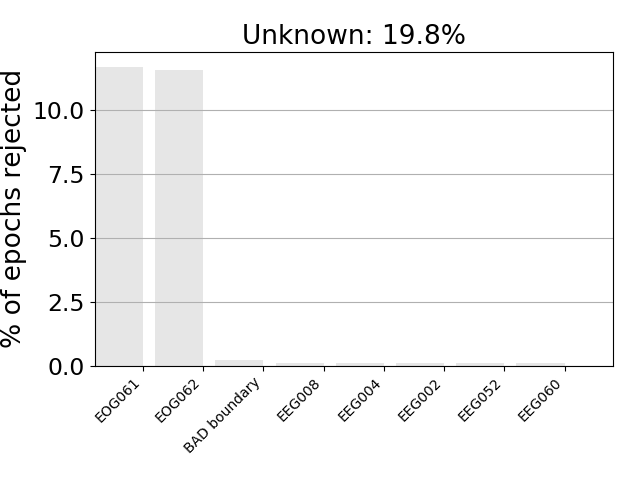 Unknown: 19.8%
% of epochs rejected
10.0
7.5
5.0
2.5
0.0
EOG061
EOG062
BAD boundary
EEG008
EEG004
EEG002
EEG052
EEG060